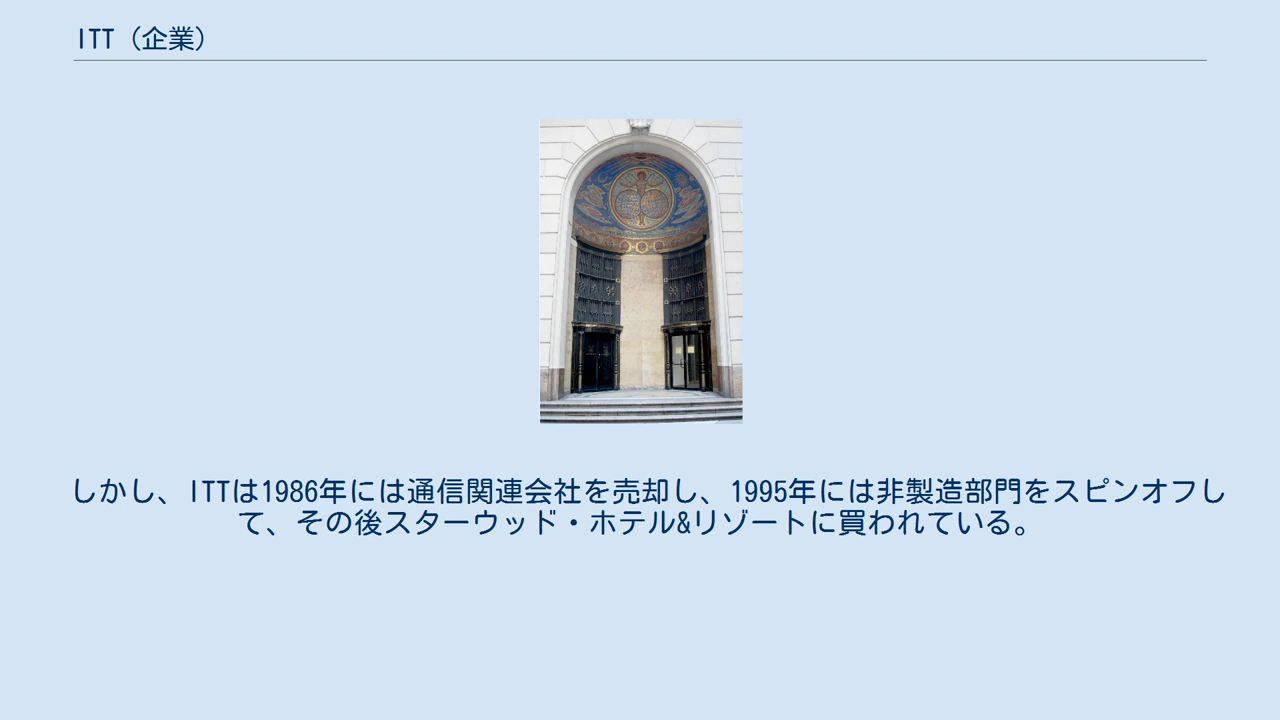 ITT（企業）
しかし、ITTは1986年には通信関連会社を売却し、1995年には非製造部門をスピンオフし
て、その後スターウッド・ホテル&リゾートに買われている。